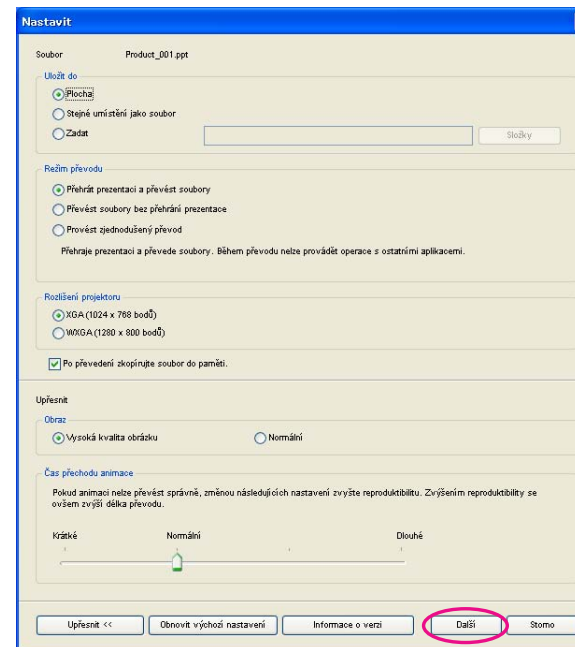 Nastavit
Soubor Product_001.ppt
Uložit do
Plocha
Stejné umístění jako soubor
Zadat Složky
Režim převodu
Přehrát prezentaci a převést soubory
Převést soubory bez přehrání prezentace
Provést zjednodušený převod
Přehraje prezentaci a převede soubory. Během převodu nelze provádět operace s ostatními aplikacemi.
Rozlišení projektoru
XGA (1024 x 768 bodů)
WXGA (1280 x 800 bodů)
Po převedení zkopírujte soubor do paměti.
Upřesnit
Obraz
Vysoká kvalita obrázku Normální
Čas přechodu animace
Pokud animaci nelze převést správně, změnou následujících nastavení zvyšte reproduktibilitu. Zvýšením reproduktibility se
ovšem zvýší délka převodu.
Krátké Normální Dlouhé
Upřesnit << Obnovit výchozí nastavení Informace o verzi Další Storno